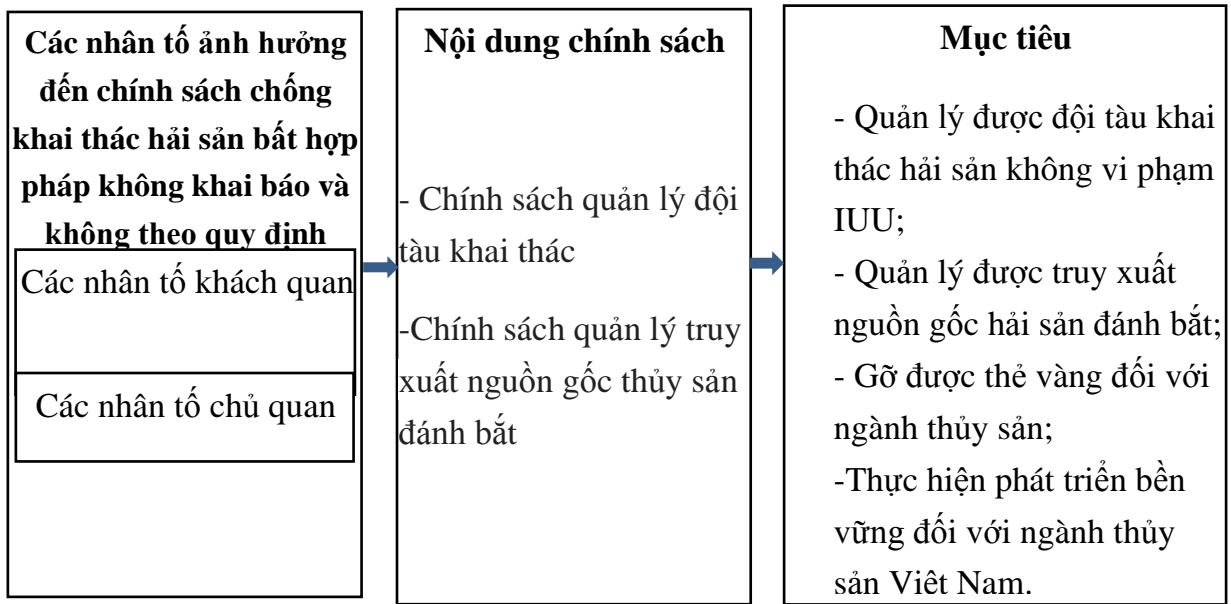 Các nhân tố ảnh hưởng
đến chính sách chống
khai thác hải sản bất hợp
pháp không khai báo và
không theo quy định
Các nhân tố khách quan
Các nhân tố chủ quan
Nội dung chính sách
- Chính sách quản lý đội
tàu khai thác
-Chính sách quản lý truy
xuất nguồn gốc thủy sản
đánh bắt
Mục tiêu
- Quản lý được đội tàu khai
thác hải sản không vi phạm
IUU;
- Quản lý được truy xuất
nguồn gốc hải sản đánh bắt;
- Gỡ được thẻ vàng đối với
ngành thủy sản;
-Thực hiện phát triển bền
vững đối với ngành thủy
sản Viêt Nam.